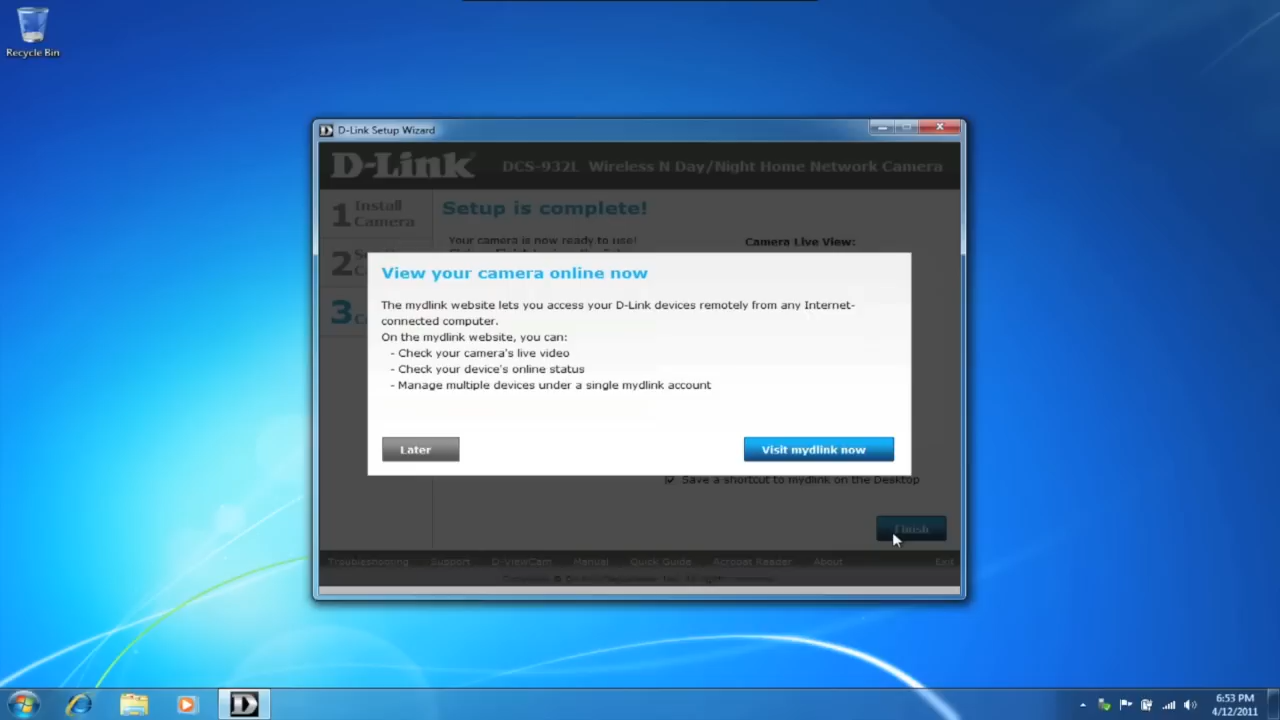 Recycle Bin
D-Link Setup Wizard
D-Link
DCS-932L Wireless N Day/Night Home Network Camera
1 Install
Camera
2
3
Setup is complete!
Your camera is now ready to use!
Camera Live View:
View your camera online now
The mydlink website lets you access your D-Link devices remotely from any Internet-
connected computer.
On the mydlink website, you can:
- Check your camera's live video
- Check your device's online status
- Manage multiple devices under a single mydlink account
Later
Visit mydlink now
Save a shortcut to mydlink on the Desktop
Finish
Troubleshooting Support D-ViewCam Manual Quick Guide Acrobat Reader About Exit
6:53 PM
4/12/2011